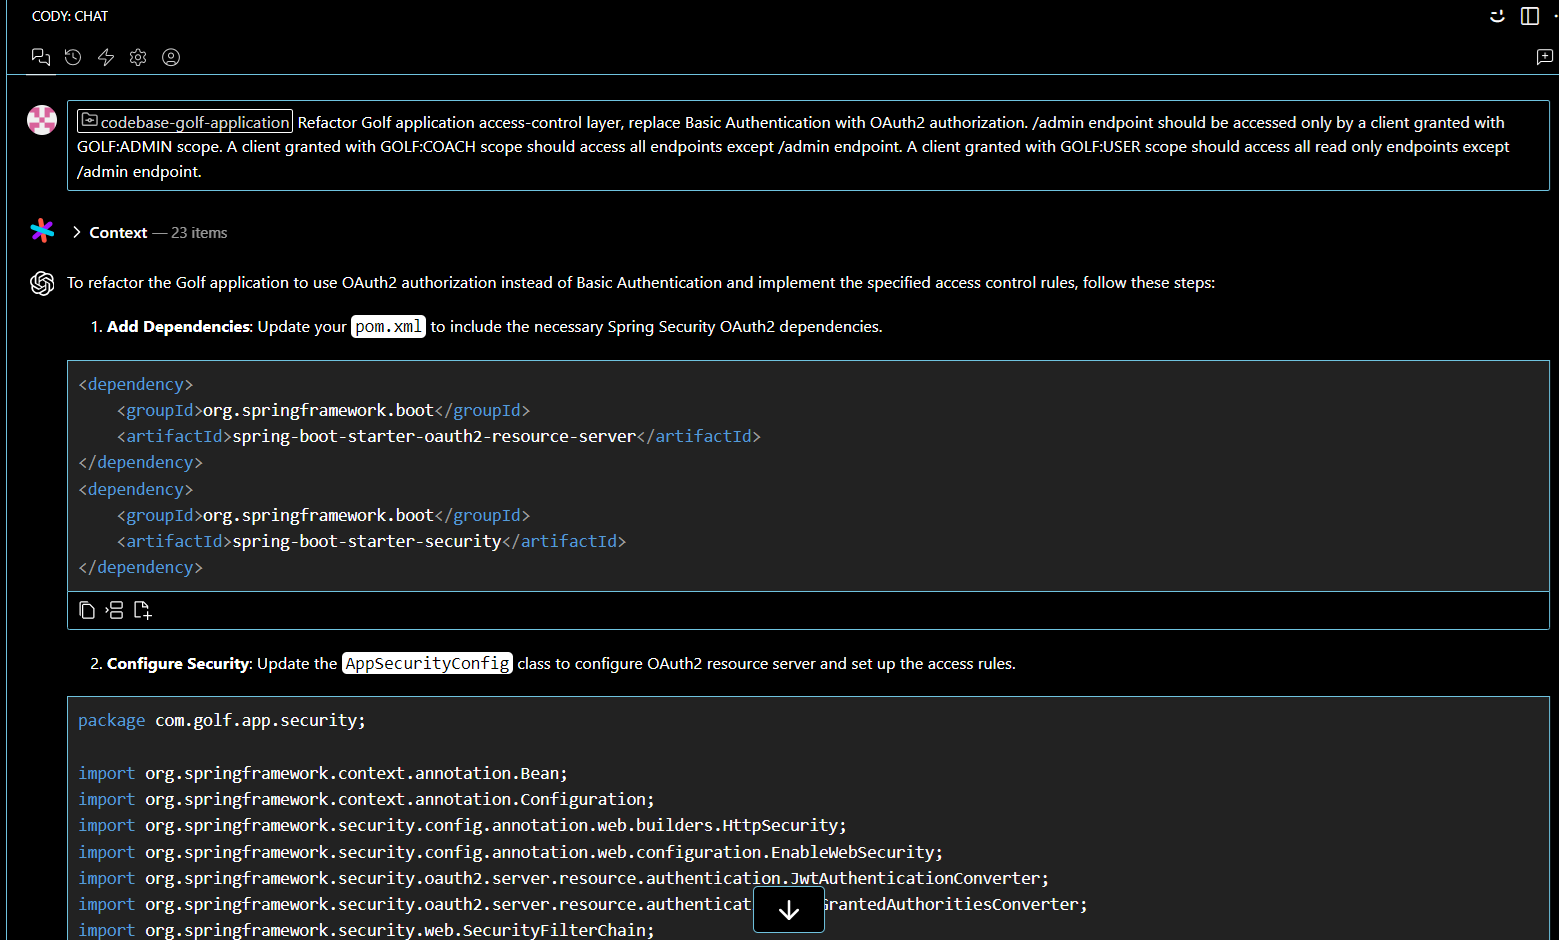 CODY: CHAT
codebase-golf-application Refactor Golf application access-control layer, replace Basic Authentication with OAuth2 authorization. /admin endpoint should be accessed only by a client granted with
GOLF:ADMIN scope. A client granted with GOLF:COACH scope should access all endpoints except /admin endpoint. A client granted with GOLF:USER scope should access all read only endpoints except
/admin endpoint.
Context — 23 items
To refactor the Golf application to use OAuth2 authorization instead of Basic Authentication and implement the specified access control rules, follow these steps:
1. Add Dependencies: Update your pom.xml to include the necessary Spring Security OAuth2 dependencies.
<dependency>
    <groupId>org.springframework.boot</groupId>
    <artifactId>spring-boot-starter-oauth2-resource-server</artifactId>
</dependency>
<dependency>
    <groupId>org.springframework.boot</groupId>
    <artifactId>spring-boot-starter-security</artifactId>
</dependency>
2. Configure Security: Update the AppSecurityConfig class to configure OAuth2 resource server and set up the access rules.
package com.golf.app.security;
import org.springframework.context.annotation.Bean;
import org.springframework.context.annotation.Configuration;
import org.springframework.security.config.annotation.web.builders.HttpSecurity;
import org.springframework.security.config.annotation.web.configuration.EnableWebSecurity;
import org.springframework.security.oauth2.server.resource.authentication.JwtAuthenticationConverter;
import org.springframework.security.oauth2.server.resource.authenticat GrantedAuthoritiesConverter;
import org.springframework.security.web.SecurityFilterChain;